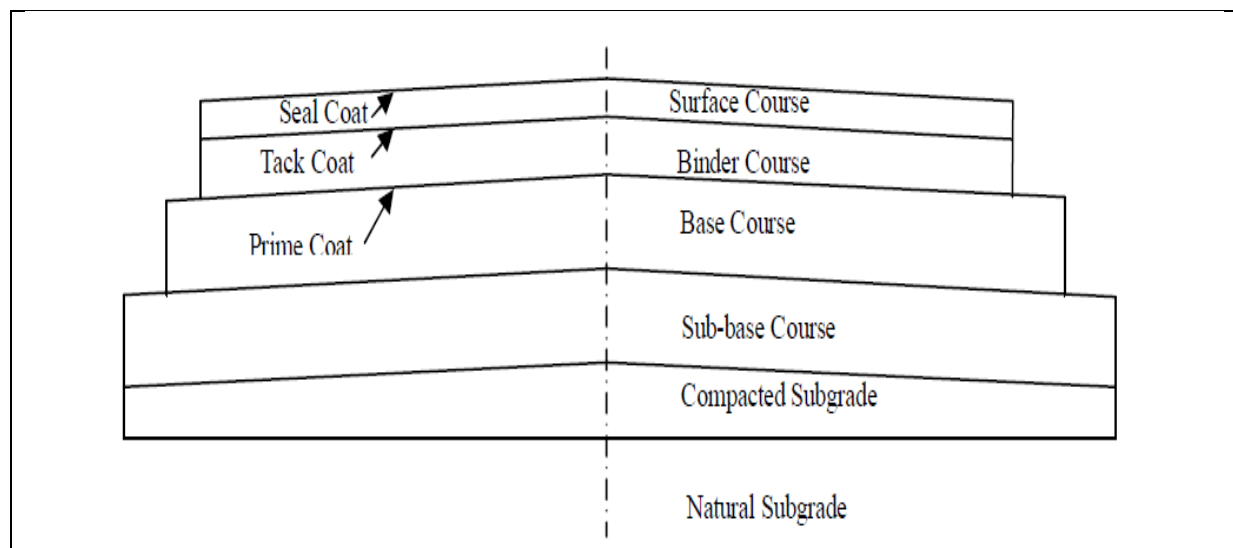 Seal Coat
Surface Course
Tack Coat
Binder Course
Prime Coat
Base Course
Sub-base Course
Compacted Subgrade
Natural Subgrade